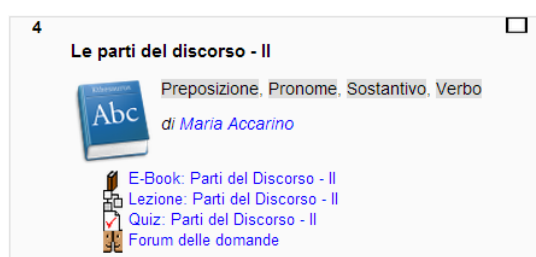 4
Le parti del discorso - II
Preposizione, Pronome, Sostantivo, Verbo
Abc
di Maria Accarino
E-Book: Parti del Discorso - II
Lezione: Parti del Discorso - II
Quiz: Parti del Discorso - II
Forum delle domande